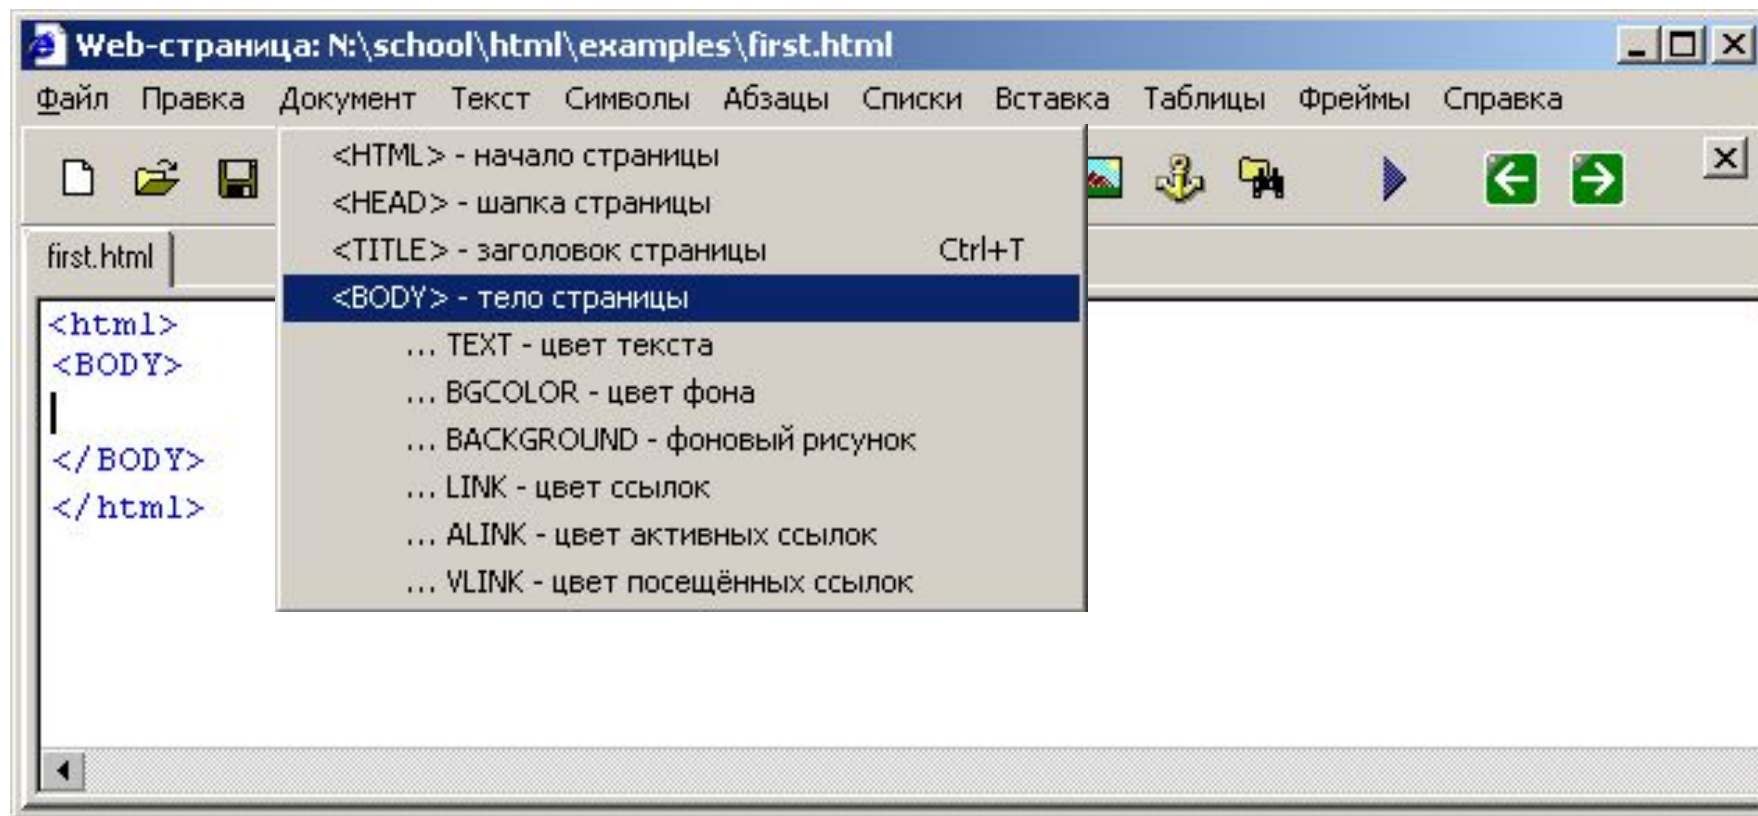 Web-страница: N:\school\html\examples\first.html
Файл Правка Документ Текст Символы Абзацы Списки Вставка Таблицы Фреймы Справка
<HTML> - начало страницы
<HEAD> - шапка страницы
<TITLE> - заголовок страницы Ctrl+T
<BODY> - тело страницы
... TEXT - цвет текста
... BGCOLOR - цвет фона
... BACKGROUND - фоновый рисунок
... LINK - цвет ссылок
... ALINK - цвет активных ссылок
... VLINK - цвет посещённых ссылок
first.html
<html>
<BODY>
</BODY>
</html>